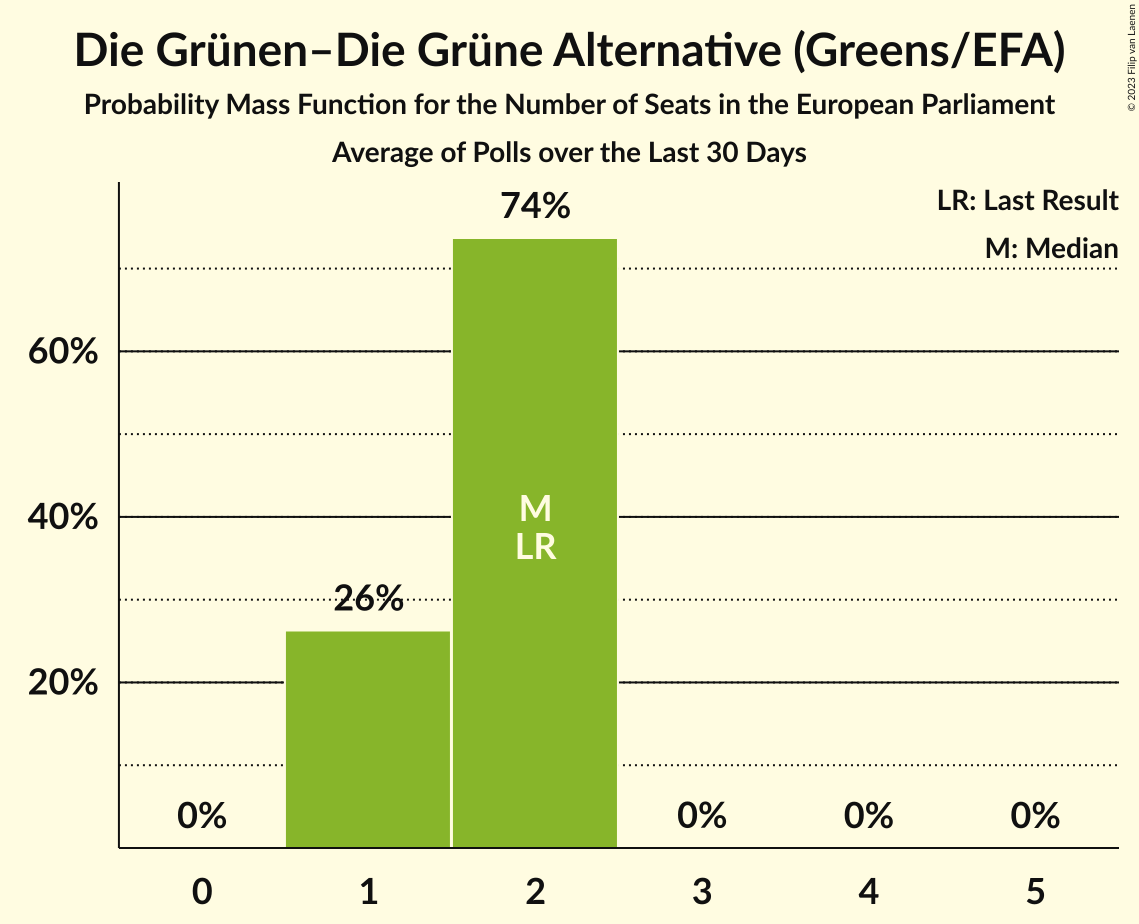 Die Grünen–Die Grüne Alternative (Greens/EFA)
Probability Mass Function for the Number of Seats in the European Parliament
Average of Polls over the Last 30 Days
© 2023 Filip van Laenen
LR: Last Result
M: Median
74%
60%
40%
M
LR
26%
20%
0%
0%
0%
0%
0
1
2
3
4
5